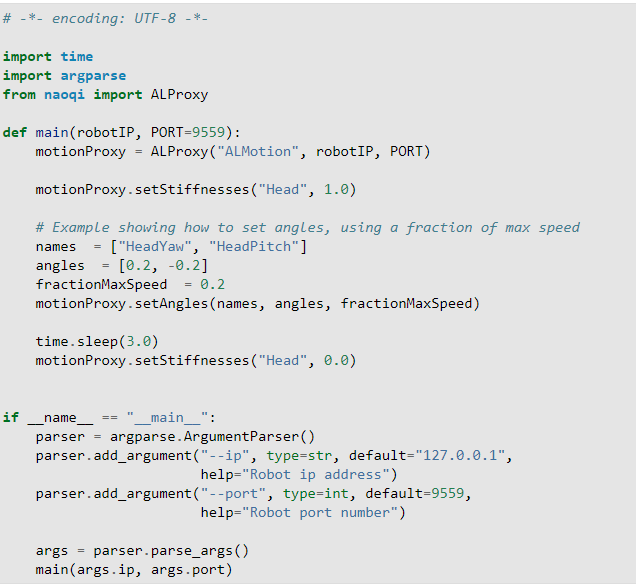 # -*- encoding: UTF-8 -*-

import time
import argparse
from naoqi import ALProxy

def main(robotIP, PORT=9559):
    motionProxy = ALProxy("ALMotion", robotIP, PORT)

    motionProxy.setStiffnesses("Head", 1.0)

    # Example showing how to set angles, using a fraction of max speed
    names  = ["HeadYaw", "HeadPitch"]
    angles  = [0.2, -0.2]
    fractionMaxSpeed  = 0.2
    motionProxy.setAngles(names, angles, fractionMaxSpeed)

    time.sleep(3.0)
    motionProxy.setStiffnesses("Head", 0.0)


if __name__ == "__main__":
    parser = argparse.ArgumentParser()
    parser.add_argument("--ip", type=str, default="127.0.0.1",
                        help="Robot ip address")
    parser.add_argument("--port", type=int, default=9559,
                        help="Robot port number")

    args = parser.parse_args()
    main(args.ip, args.port)